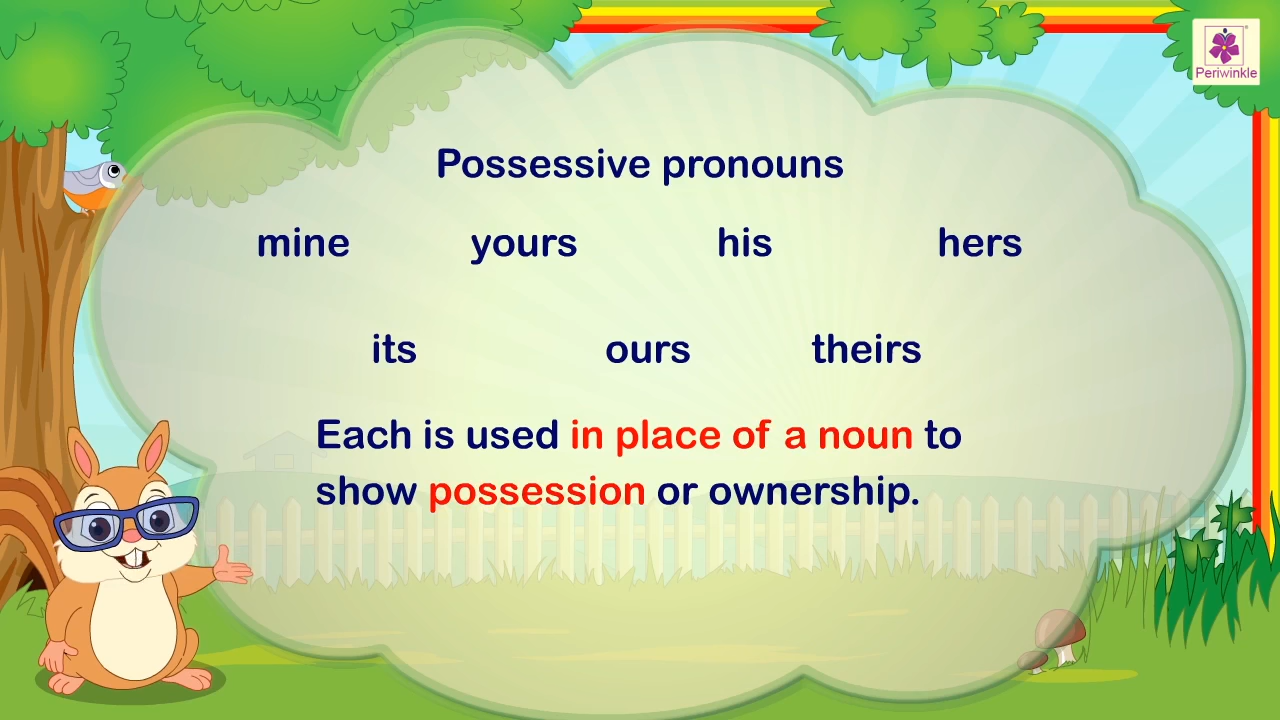 Periwinkle
Possessive pronouns
mine yours his hers
its ours theirs
Each is used in place of a noun to
show possession or ownership.